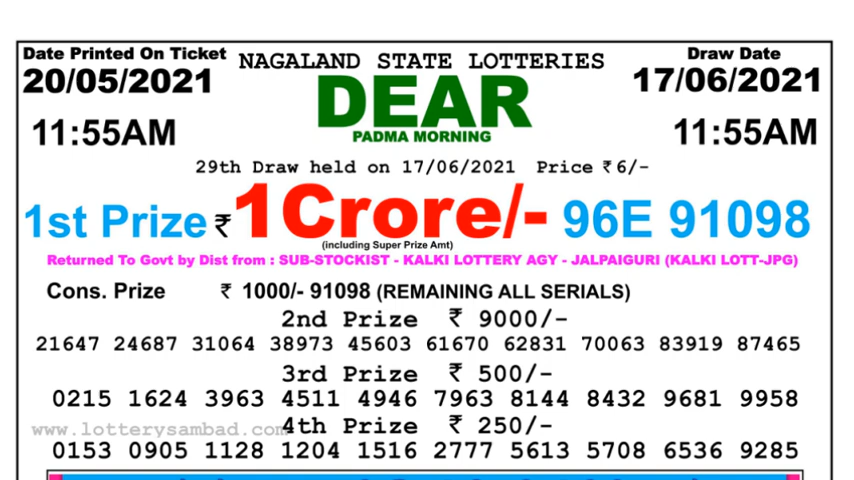 Date Printed On Ticket
20/05/2021
11:55AM
NAGALAND STATE LOTTERIES
DEAR
PADMA MORNING
Draw Date
17/06/2021
11:55AM
29th Draw held on 17/06/2021 Price ₹6/-
1st Prize ₹1Crore/- 96E 91098
(including Super Prize Amt)
Returned To Govt by Dist from : SUB-STOCKIST - KALKI LOTTERY AGY - JALPAIGURI (KALKI LOTT-JPG)
Cons. Prize ₹ 1000/- 91098 (REMAINING ALL SERIALS)
2nd Prize ₹ 9000/-
21647 24687 31064 38973 45603 61670 62831 70063 83919 87465
3rd Prize ₹ 500/-
0215 1624 3963 4511 4946 7963 8144 8432 9681 9958
www.lotterysambad.com
4th Prize ₹ 250/-
0153 0905 1128 1204 1516 2777 5613 5708 6536 9285